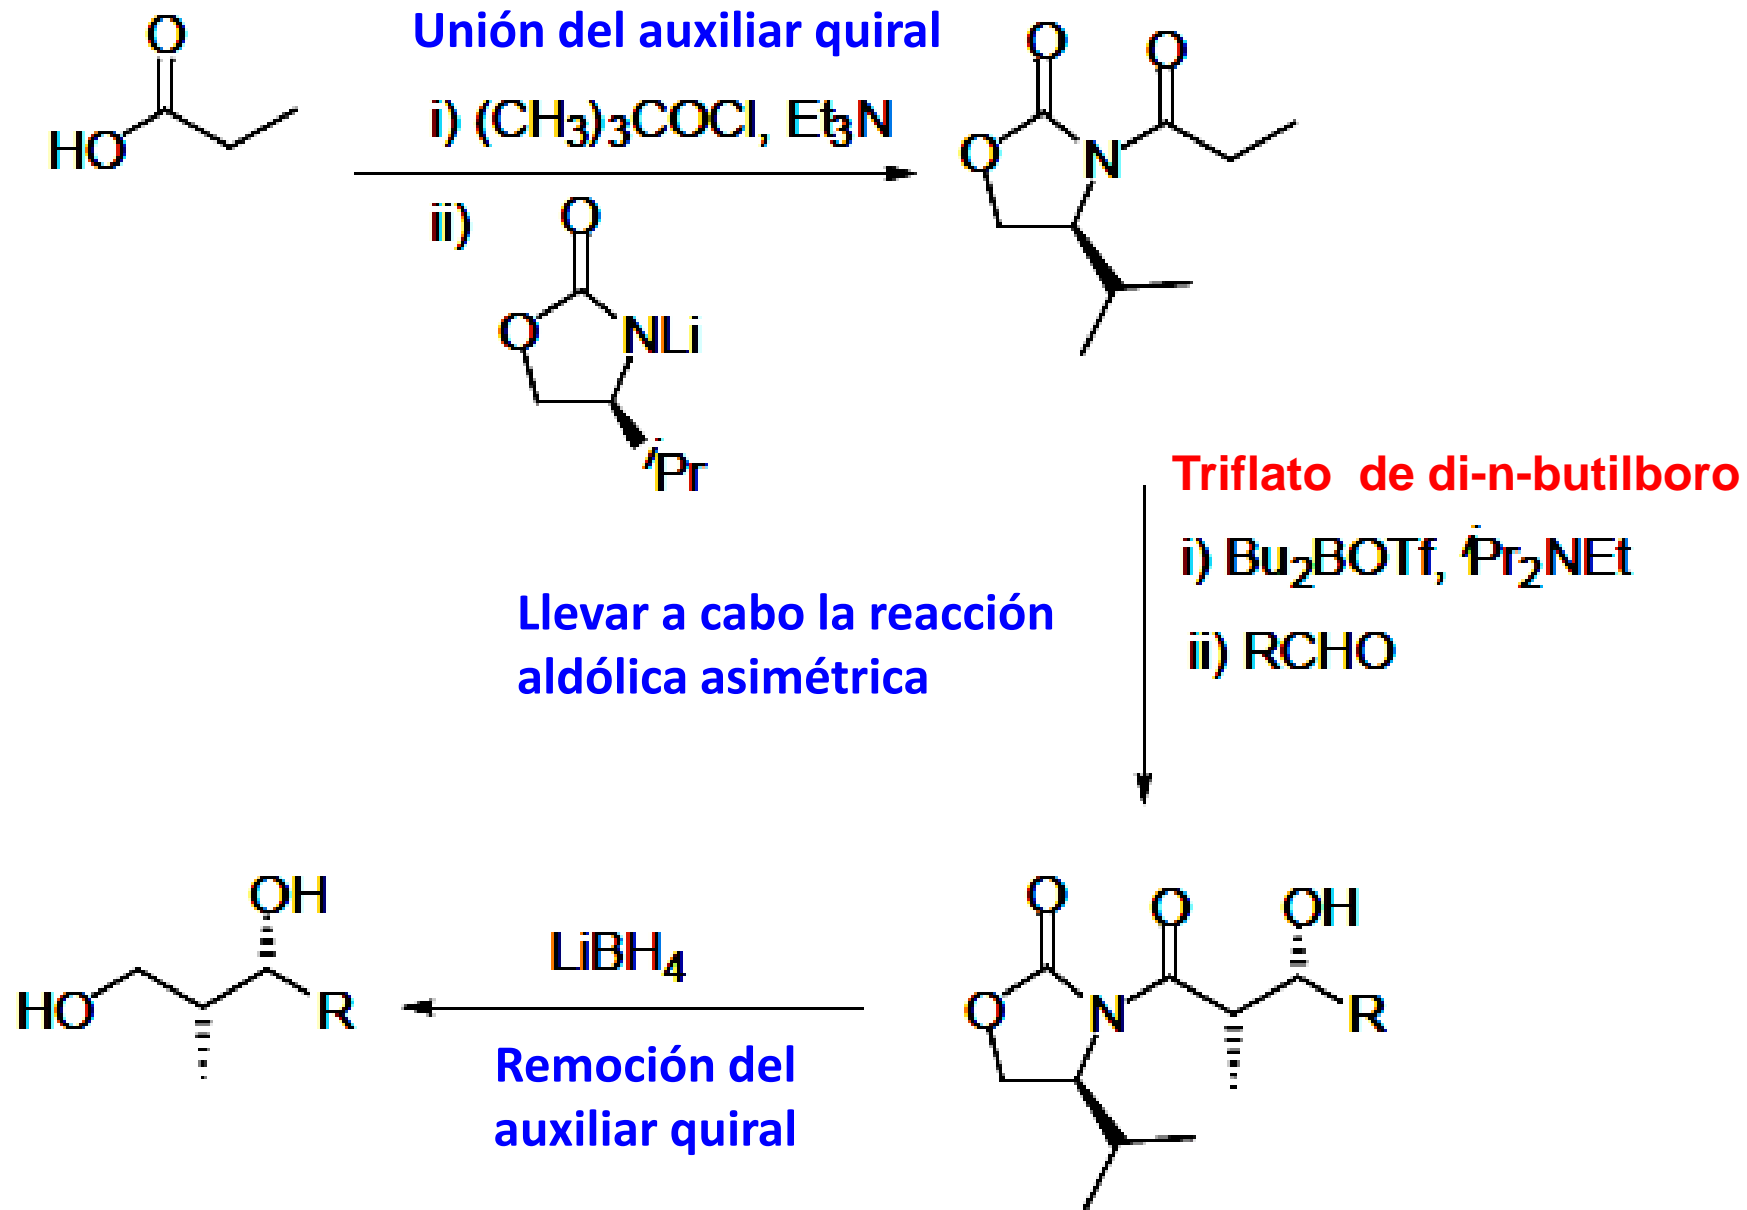 Unión del auxiliar quiral
O
HO
i) (CH3)3COCl, Et3N
ii)
O
O
NLi
iPr
O
O
O
N
Triflato de di-n-butilboro
i) Bu2BOTf, iPr2NEt
ii) RCHO
Llevar a cabo la reacción
aldólica asimétrica
O
O
OH
O
N
R
LiBH4
Remoción del
auxiliar quiral
OH
HO
R